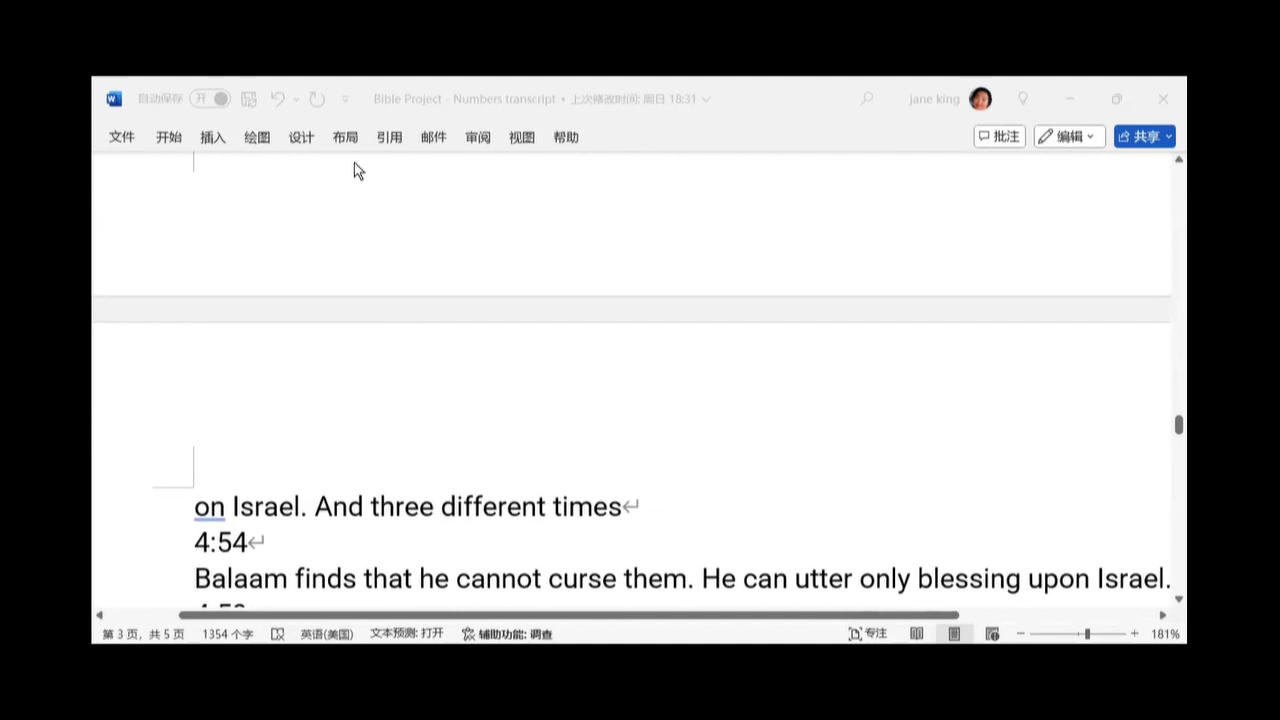 自动保存 开 Bible Project - Numbers transcript • 上次修改时间: 周日 18:31 jane king
文件 开始 插入 绘图 设计 布局 引用 邮件 审阅 视图 帮助 批注 编辑 共享
on Israel. And three different times↵
4:54↵
Balaam finds that he cannot curse them. He can utter only blessing upon Israel.
第 3 页，共 5 页 1354 个字 英语(美国) 文本预测: 打开 辅助功能: 调查 专注 181%